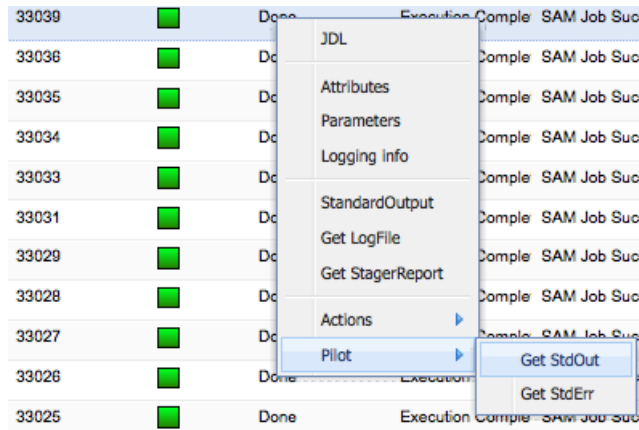 33039 Done Execution Comple SAM Job Suc
JDL
33036 Do Comple SAM Job Suc
Attributes
33035 Do Comple SAM Job Suc
Parameters
33034 Do Comple SAM Job Suc
Logging info
33033 Do Comple SAM Job Suc
StandardOutput
33031 Do Comple SAM Job Suc
Get LogFile
33029 Do Comple SAM Job Suc
Get StagerReport
33028 Do Comple SAM Job Suc
Actions
33027 Do Comple SAM Job Suc
Pilot Get StdOut
33026 Done Execution
Get StdErr
33025 Done Execution Comple SAM Job Suc